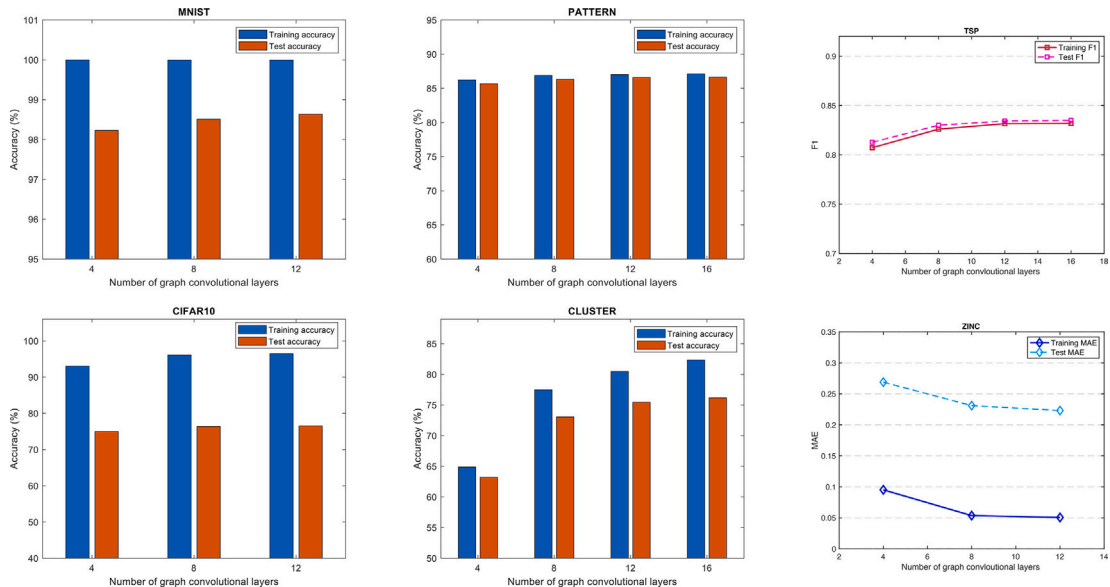 MNIST
101
100
99
98
97
96
95
Accuracy (%)
Training accuracy
Test accuracy
4 8 12
Number of graph convolutional layers
PATTERN
95
90
85
80
75
70
65
60
Accuracy (%)
Training accuracy
Test accuracy
4 8 12 16
Number of graph convolutional layers
TSP
0.9
0.85
0.8
0.75
0.7
F1
Training F1
Test F1
2 4 6 8 10 12 14 16 18
Number of graph convloutional layers
CIFAR10
100
90
80
70
60
50
40
Accuracy (%)
Training accuracy
Test accuracy
4 8 12
Number of graph convolutional layers
CLUSTER
85
80
75
70
65
60
55
50
Accuracy (%)
Training accuracy
Test accuracy
4 8 12 16
Number of graph convolutional layers
ZINC
0.35
0.3
0.25
0.2
0.15
0.1
0.05
0
MAE
Training MAE
Test MAE
2 4 6 8 10 12 14
Number of graph convloutional layers